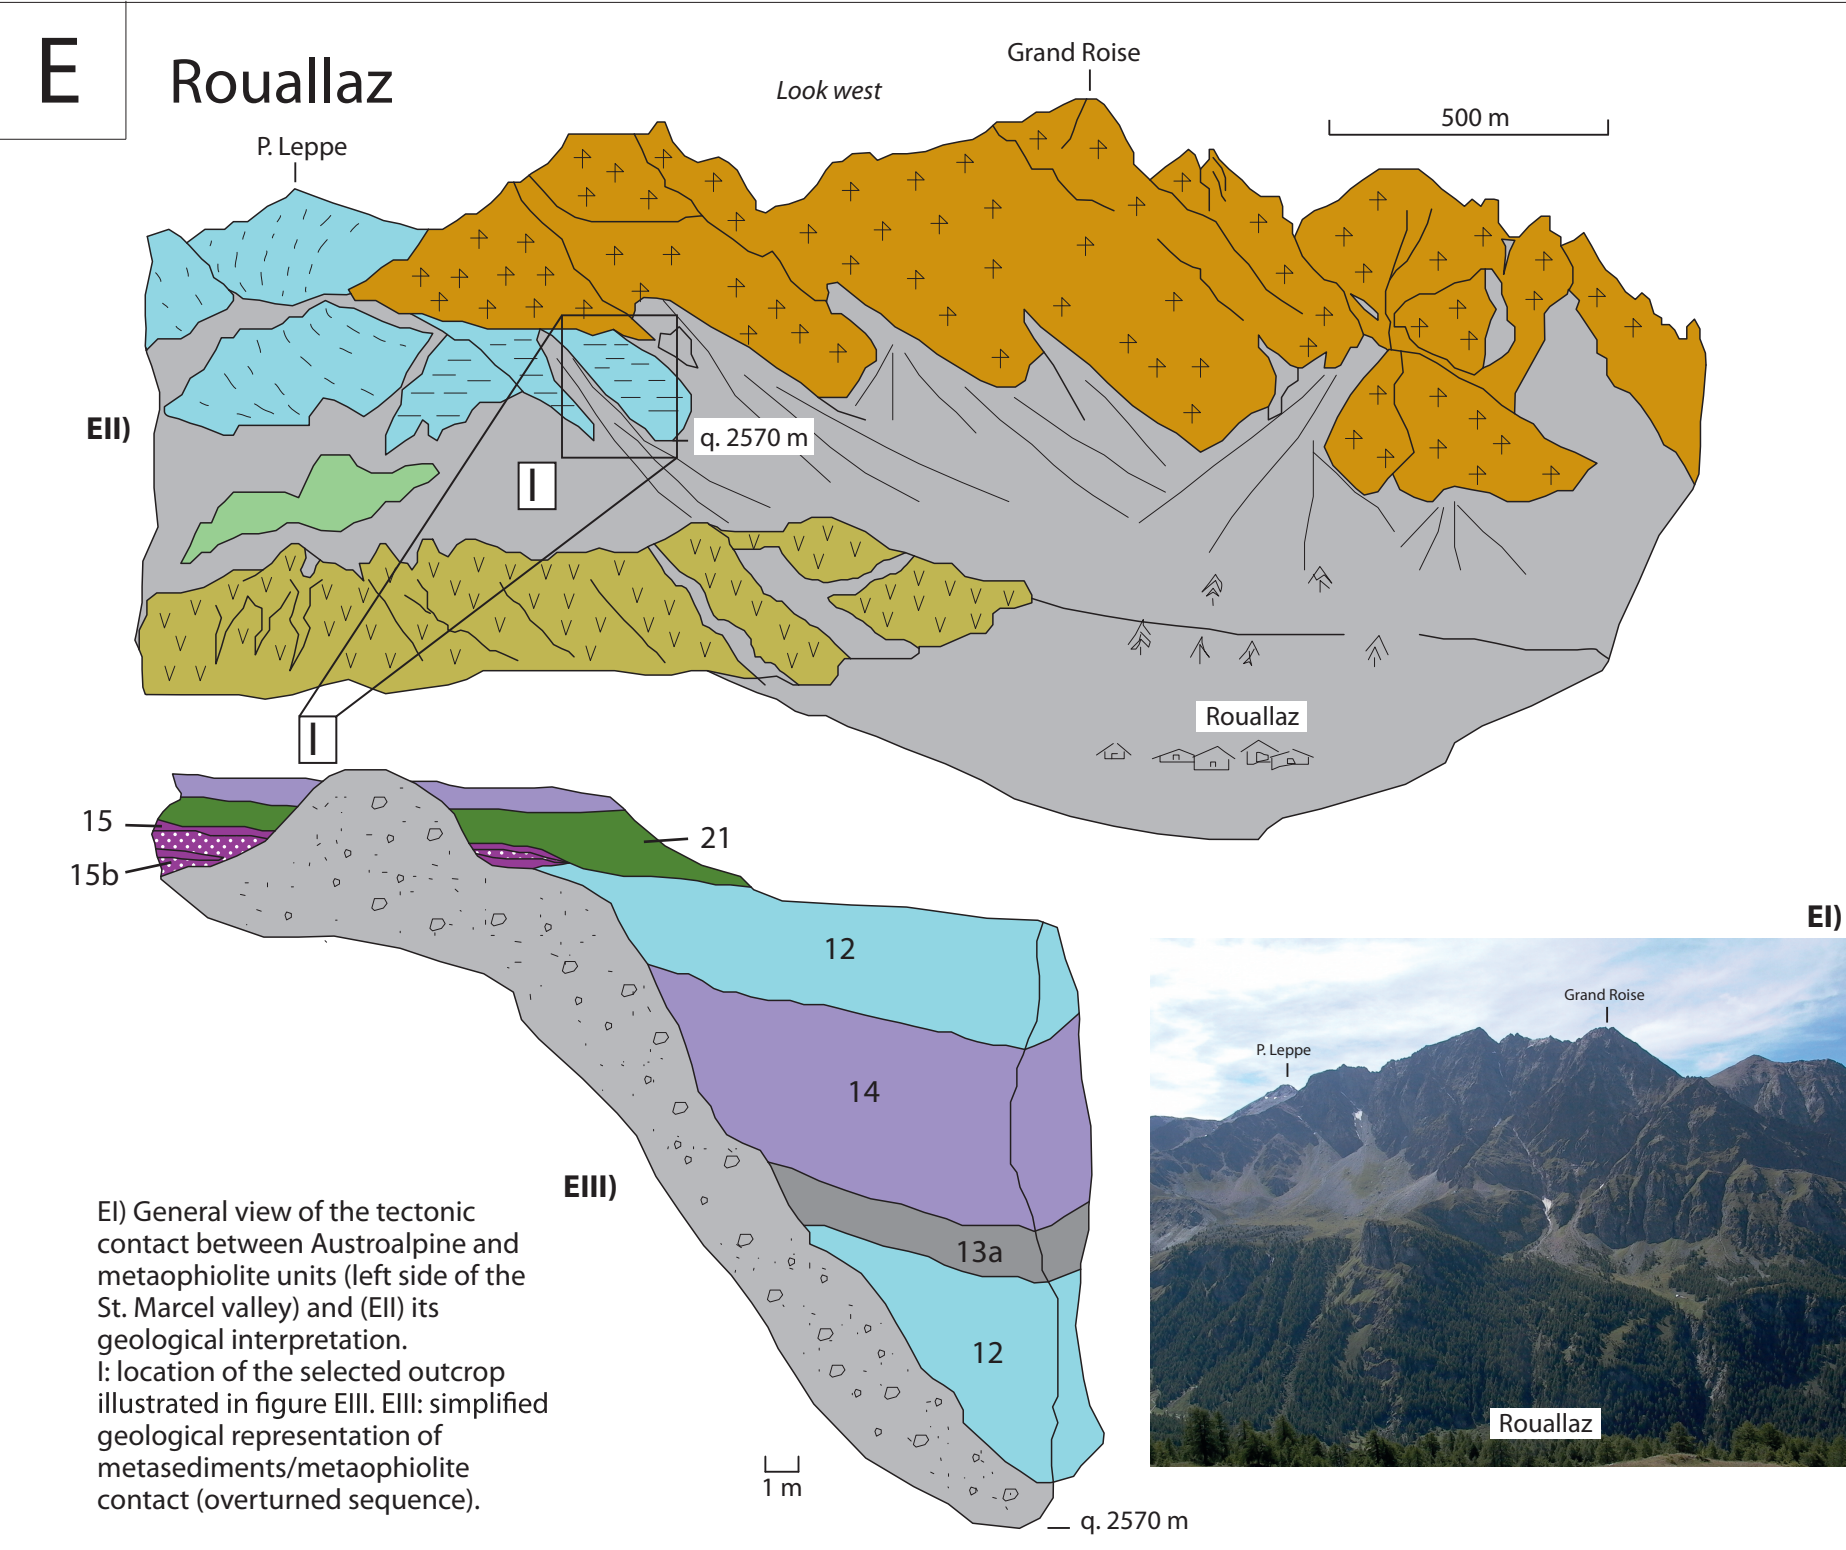 E
Rouallaz
Look west
Grand Roise
500 m
P. Leppe
EII)
q. 2570 m
I
Rouallaz
I
15
15b
21
12
14
13a
12
EIII)
1 m
q. 2570 m
EI)
Grand Roise
P. Leppe
Rouallaz
EI) General view of the tectonic
contact between Austroalpine and
metaophiolite units (left side of the
St. Marcel valley) and (EII) its
geological interpretation.
I: location of the selected outcrop
illustrated in figure EIII. EIII: simplified
geological representation of
metasediments/metaophiolite
contact (overturned sequence).